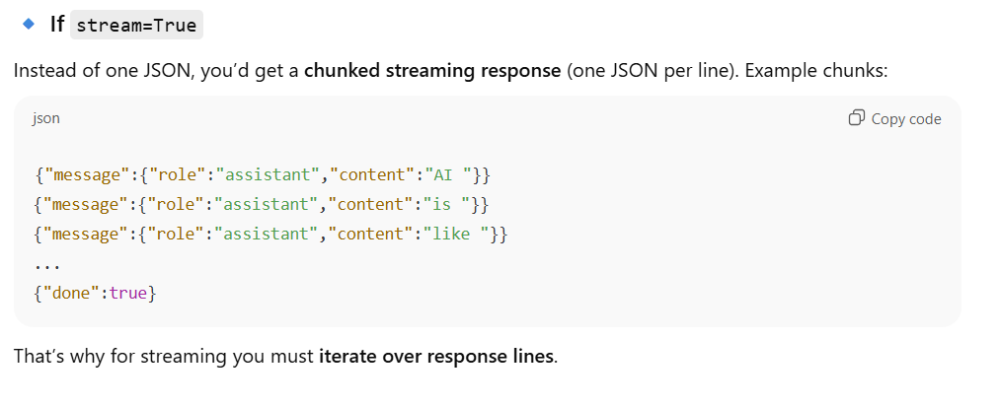 If stream=True
Instead of one JSON, you’d get a chunked streaming response (one JSON per line). Example chunks:
json
Copy code
{"message":{"role":"assistant","content":"AI "}}
{"message":{"role":"assistant","content":"is "}}
{"message":{"role":"assistant","content":"like "}}
...
{"done":true}
That’s why for streaming you must iterate over response lines.